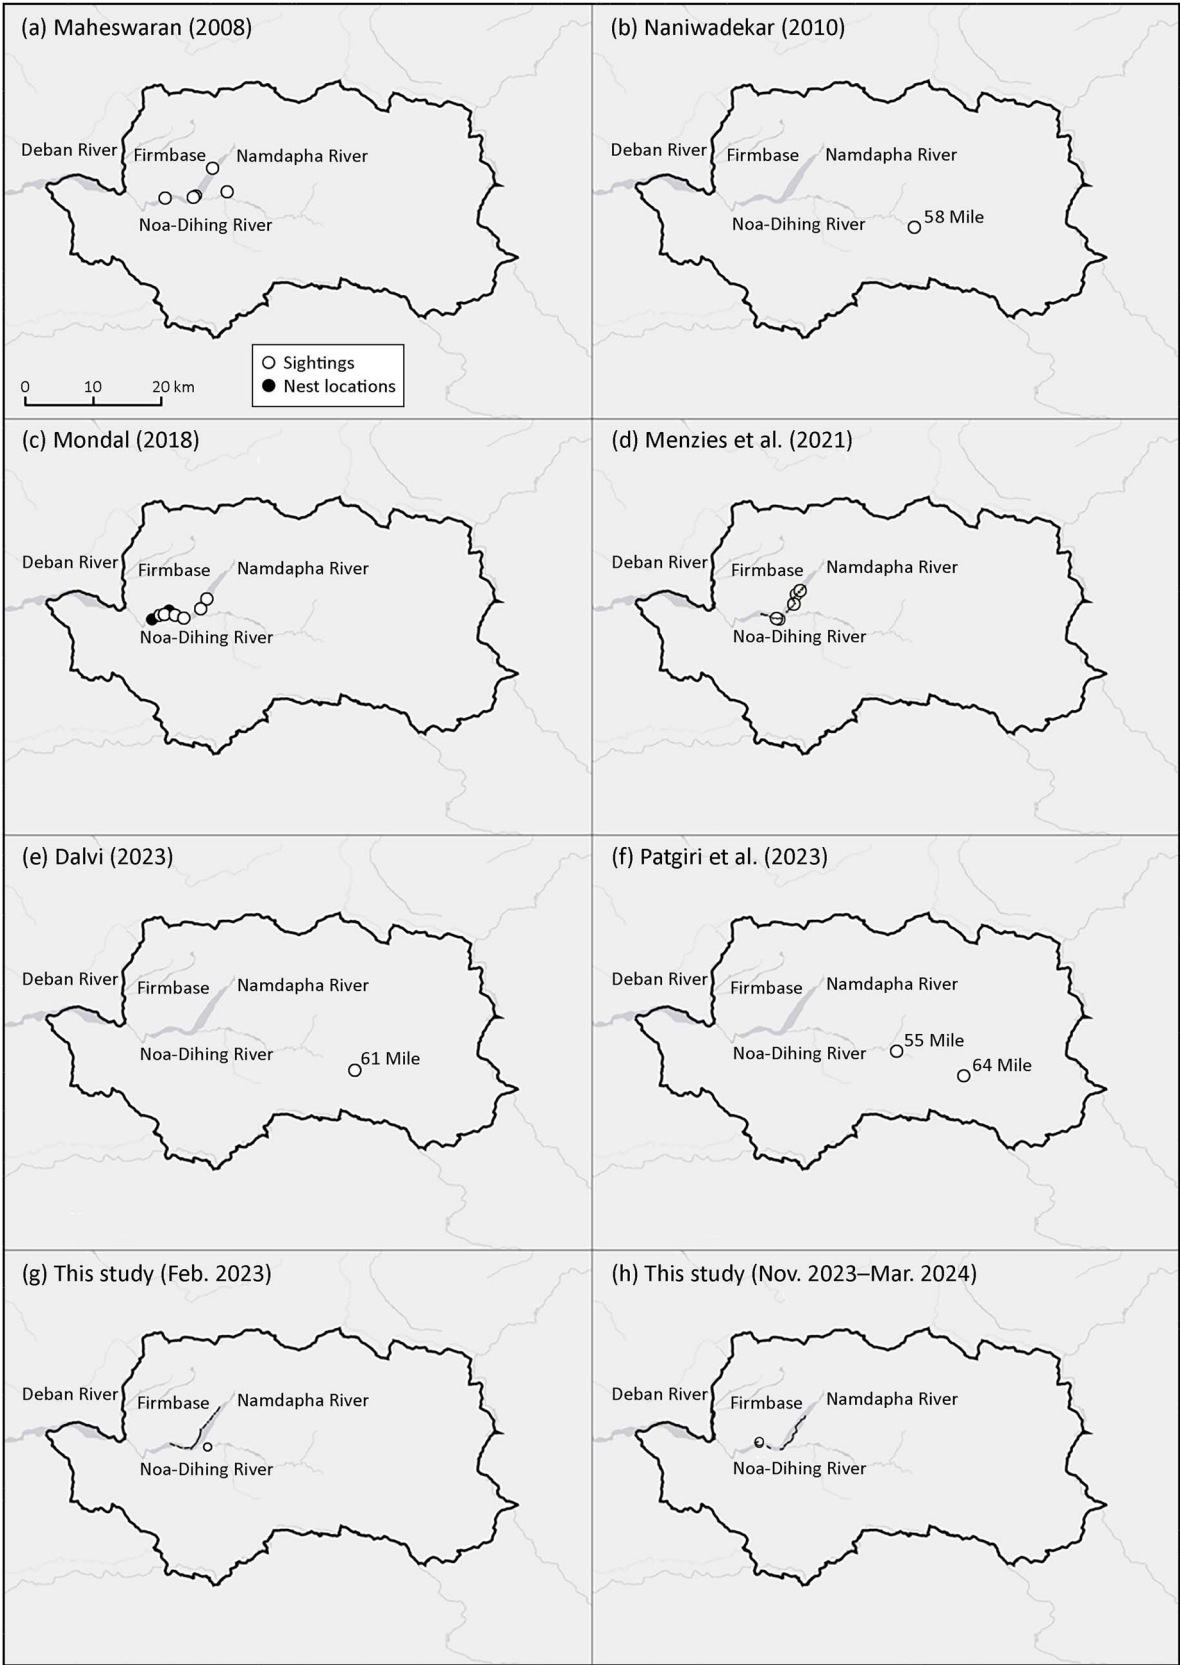 (a) Maheswaran (2008)
Deban River
Firmbase
Namdapha River
Noa-Dihing River
Sightings
Nest locations
0 10 20 km
(b) Naniwadekar (2010)
Deban River
Firmbase
Namdapha River
Noa-Dihing River
58 Mile
(c) Mondal (2018)
Deban River
Firmbase
Namdapha River
Noa-Dihing River
(d) Menzies et al. (2021)
Deban River
Firmbase
Namdapha River
Noa-Dihing River
(e) Dalvi (2023)
Deban River
Firmbase
Namdapha River
Noa-Dihing River
61 Mile
(f) Patgiri et al. (2023)
Deban River
Firmbase
Namdapha River
Noa-Dihing River
55 Mile
64 Mile
(g) This study (Feb. 2023)
Deban River
Firmbase
Namdapha River
Noa-Dihing River
(h) This study (Nov. 2023–Mar. 2024)
Deban River
Firmbase
Namdapha River
Noa-Dihing River